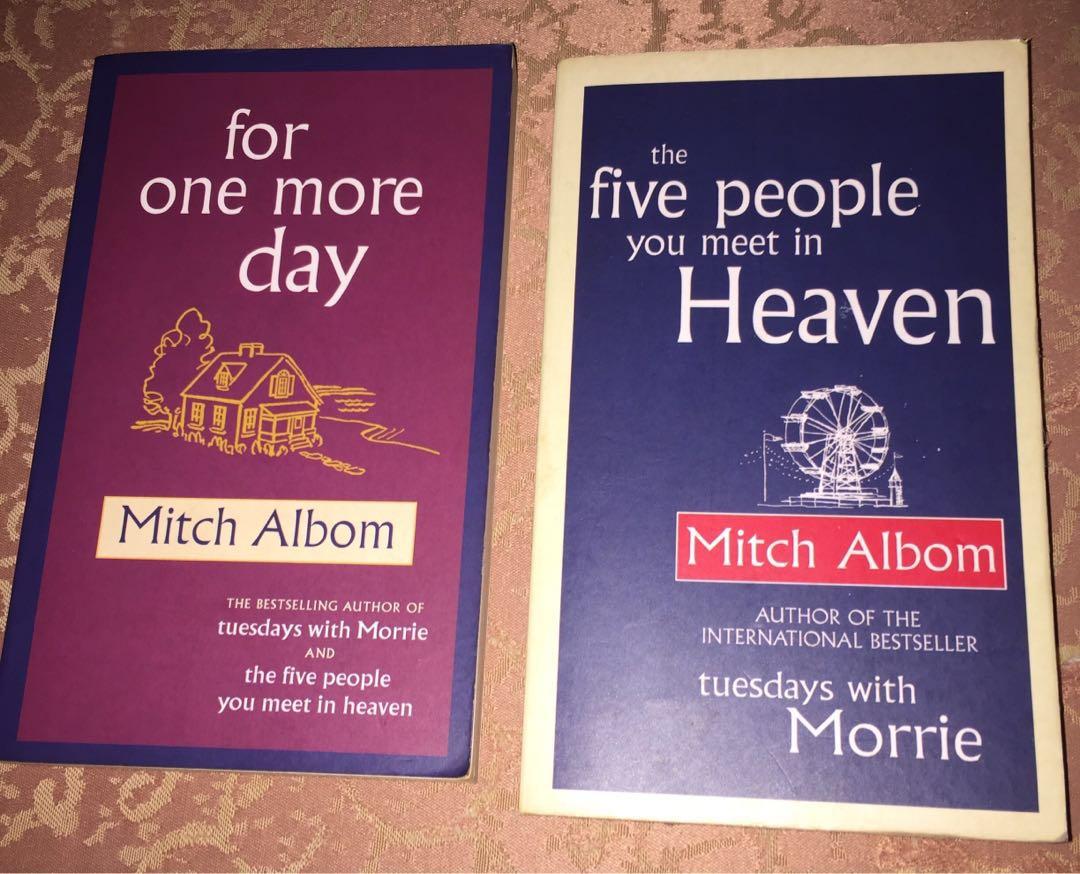 for
one more
day
Mitch Albom
THE BESTSELLING AUTHOR OF
tuesdays with Morrie
AND
the five people
you meet in heaven
the
five people
you meet in
Heaven
Mitch Albom
AUTHOR OF THE
INTERNATIONAL BESTSELLER
tuesdays with
Morrie